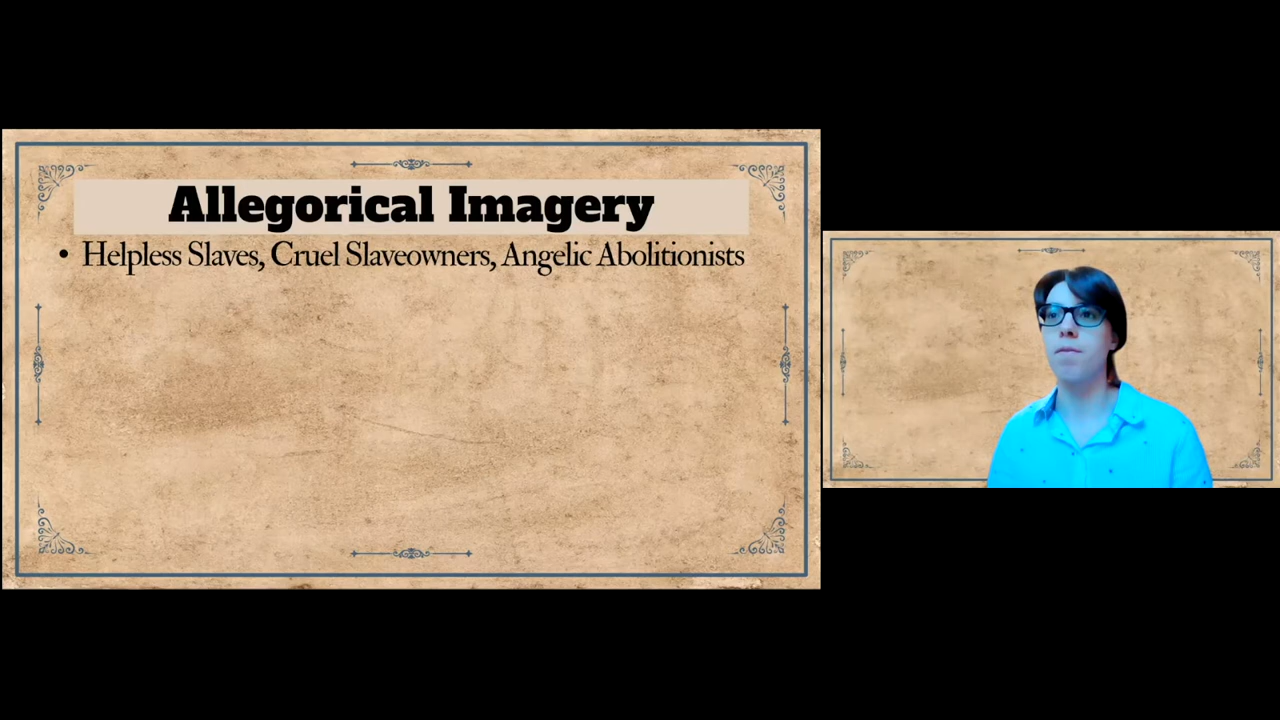 Allegorical Imagery
• Helpless Slaves, Cruel Slaveowners, Angelic Abolitionists